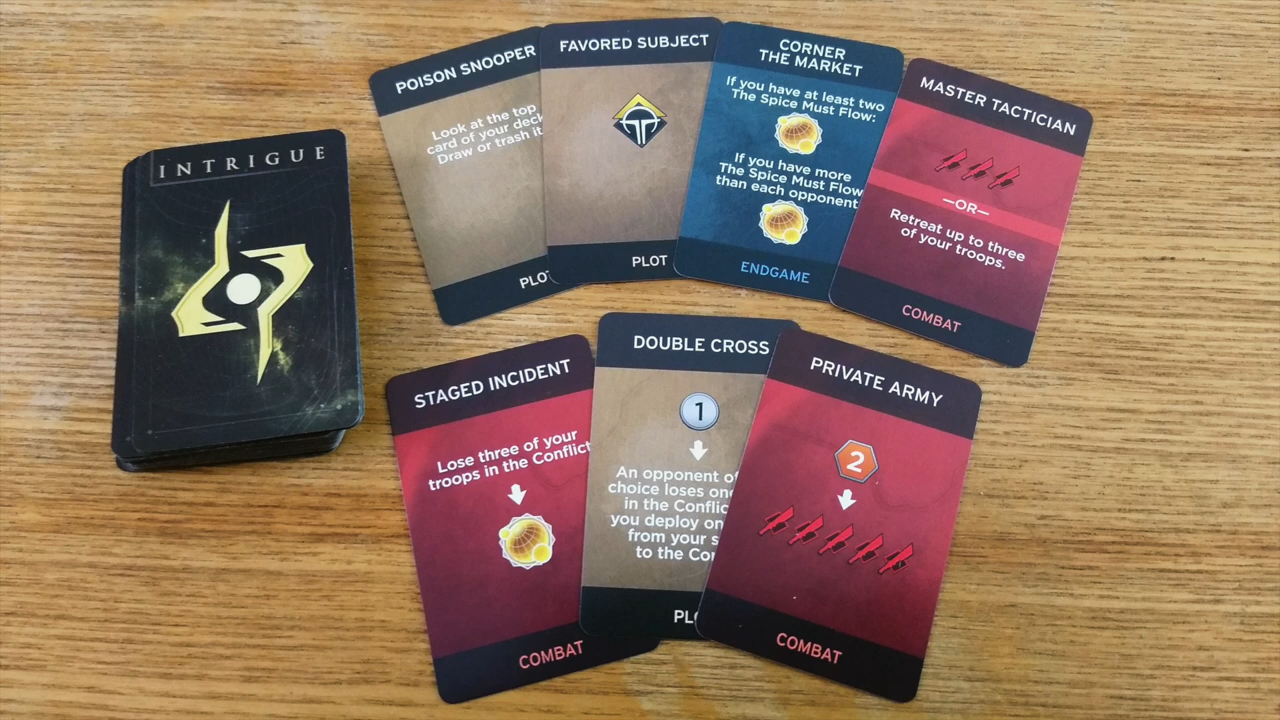 INTRIGUE
POISON SNOOPER
Look at the top
card of your deck
Draw or trash it
PLOT
FAVORED SUBJECT
PLOT
CORNER
THE MARKET
If you have at least two
The Spice Must Flow:
If you have more
The Spice Must Flow
than each opponent
ENDGAME
MASTER TACTICIAN
—OR—
Retreat up to three
of your troops.
COMBAT
STAGED INCIDENT
Lose three of your
troops in the Conflict
COMBAT
DOUBLE CROSS
1
An opponent of
choice loses one
in the Conflic
you deploy on
from your s
to the Con
PLO
PRIVATE ARMY
2
COMBAT